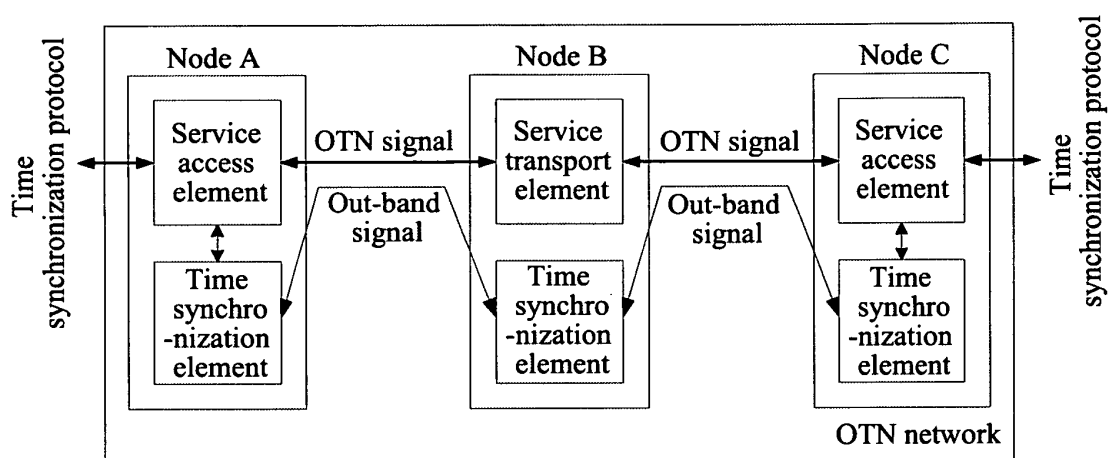 Time
synchronization protocol
Node A
Service
access
element
Time
synchro
-nization
element
OTN signal
Out-band
signal
Node B
Service
transport
element
Time
synchro
-nization
element
OTN signal
Out-band
signal
Node C
Service
access
element
Time
synchro
-nization
element
OTN network
Time
synchronization protocol